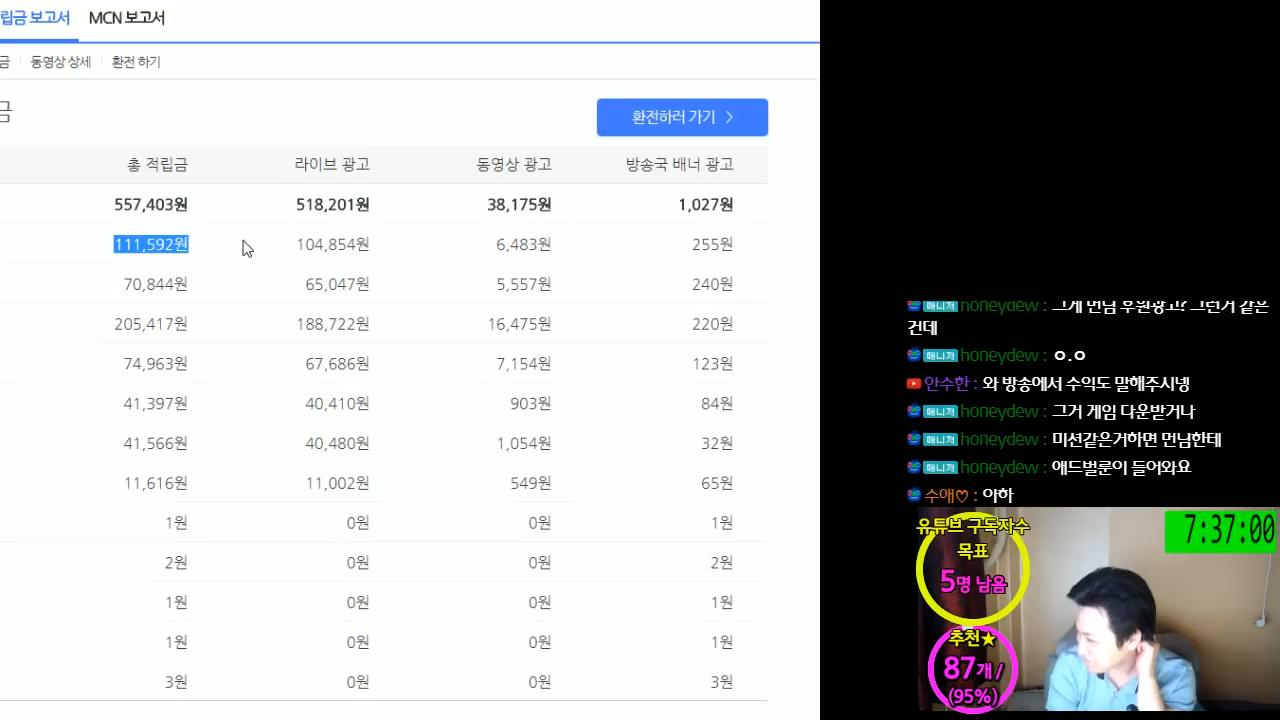 립금 보고서 MCN 보고서
금 동영상 상세 환전 하기
금
환전하러 가기 >
총 적립금 라이브 광고 동영상 광고 방송국 배너 광고
557,403원 518,201원 38,175원 1,027원
111,592원 104,854원 6,483원 255원
70,844원 65,047원 5,557원 240원
205,417원 188,722원 16,475원 220원
74,963원 67,686원 7,154원 123원
41,397원 40,410원 903원 84원
41,566원 40,480원 1,054원 32원
11,616원 11,002원 549원 65원
1원 0원 0원 1원
2원 0원 0원 2원
1원 0원 0원 1원
1원 0원 0원 1원
3원 0원 0원 3원
매니저 honeydew : 그게 먼님 후원광고? 그런거 같은
건데
매니저 honeydew : ㅇ.ㅇ
안수한 : 와 방송에서 수익도 말해주시넹
매니저 honeydew : 그거 게임 다운받거나
매니저 honeydew : 미션같은거하면 먼님한테
매니저 honeydew : 애드벌룬이 들어와요
수애♡ : 아하
유튜브 구독자수
목표
5명 남음
7:37:00
추천★
87개/
(95%)